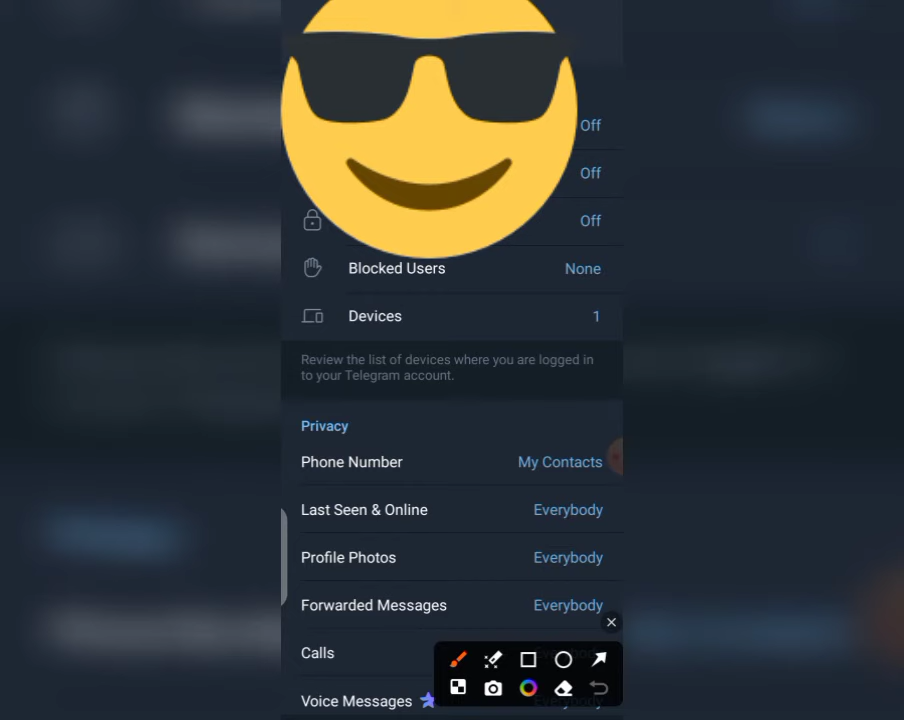 Off
Off
Off
Blocked Users None
Devices 1
Review the list of devices where you are logged in
to your Telegram account.
Privacy
Phone Number My Contacts
Last Seen & Online Everybody
Profile Photos Everybody
Forwarded Messages Everybody
Calls Everybody
Voice Messages Everybody